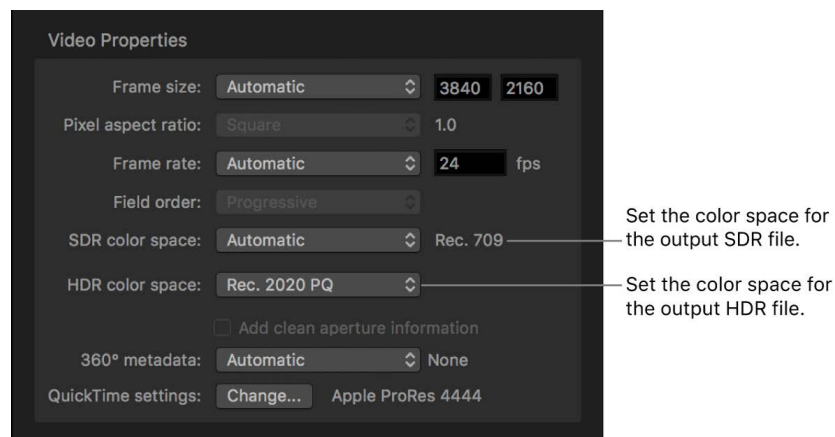 Video Properties
Frame size: Automatic 3840 2160
Pixel aspect ratio: Square 1.0
Frame rate: Automatic 24 fps
Field order: Progressive
SDR color space: Automatic Rec. 709
Set the color space for
the output SDR file.
HDR color space: Rec. 2020 PQ
Set the color space for
the output HDR file.
Add clean aperture information
360° metadata: Automatic None
QuickTime settings: Change... Apple ProRes 4444